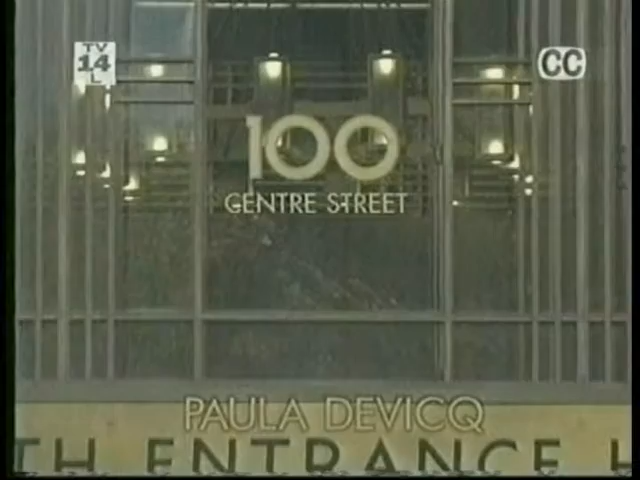 TV
14
L
CC
100
CENTRE STREET
PAULA DEVICQ
TH ENTRANCE H